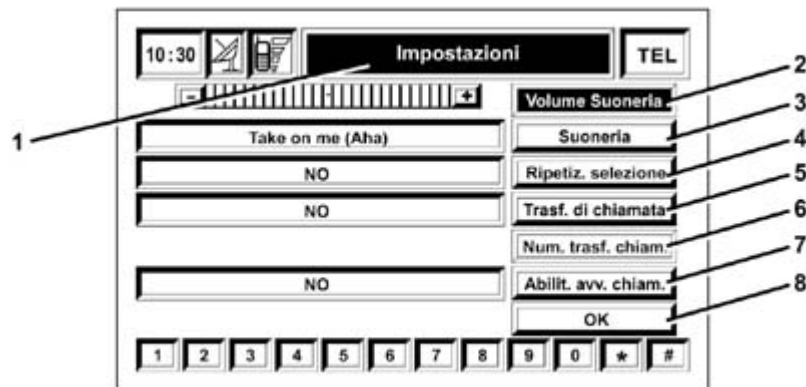 10:30 Impostazioni TEL
- + Volume Suoneria 2
1 Take on me (Aha) Suoneria 3
NO Ripetiz. selezione 4
NO Trasf. di chiamata 5
Num. trasf. chiam. 6
NO Abilit. avv. chiam. 7
OK 8
1 2 3 4 5 6 7 8 9 0 * #